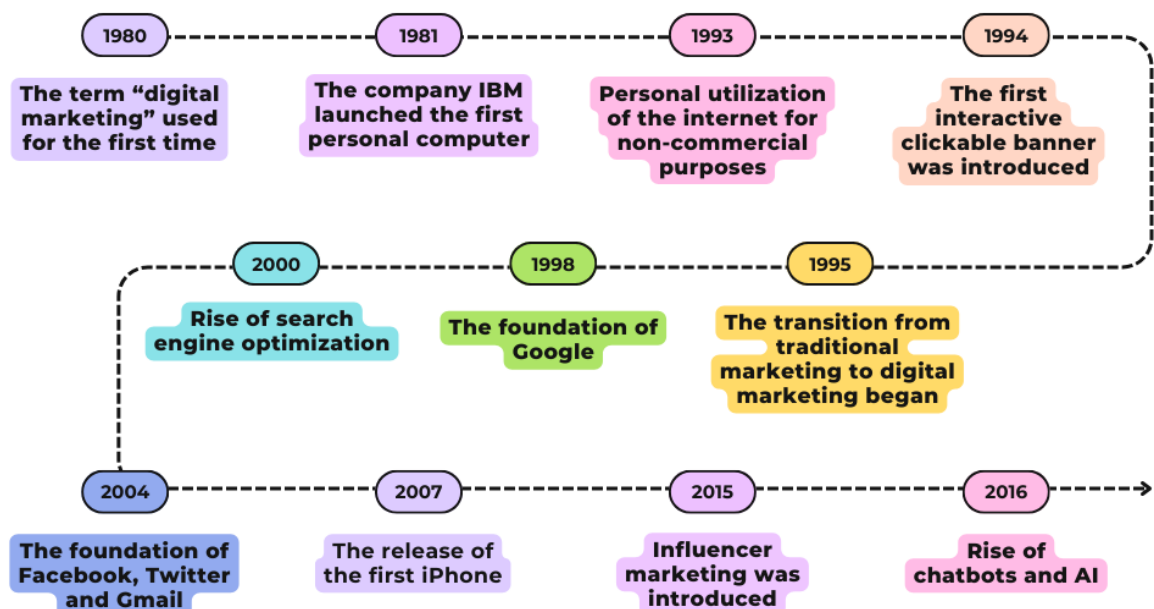 1980
The term “digital
marketing” used
for the first time
1981
The company IBM
launched the first
personal computer
1993
Personal utilization
of the internet for
non-commercial
purposes
1994
The first
interactive
clickable banner
was introduced
1995
The transition from
traditional
marketing to digital
marketing began
1998
The foundation of
Google
2000
Rise of search
engine optimization
2004
The foundation of
Facebook, Twitter
and Gmail
2007
The release of
the first iPhone
2015
Influencer
marketing was
introduced
2016
Rise of
chatbots and AI